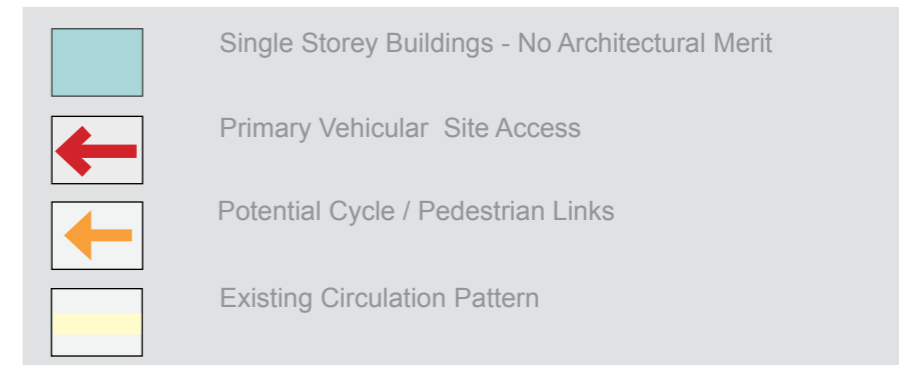 Single Storey Buildings - No Architectural Merit
Primary Vehicular  Site Access
Potential Cycle / Pedestrian Links
Existing Circulation Pattern